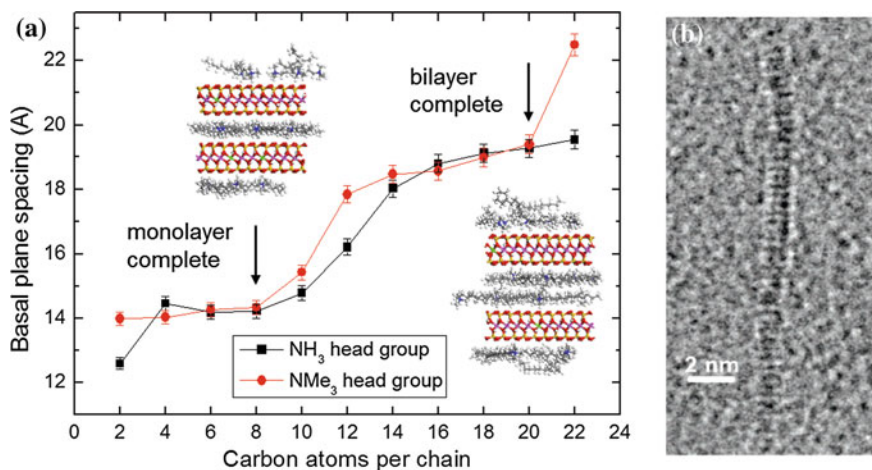 (a)
22
20
18
16
14
12
Basal plane spacing (A)
bilayer
complete
monolayer
complete
NH₃ head group
NMe₃ head group
0 2 4 6 8 10 12 14 16 18 20 22 24
Carbon atoms per chain
(b)
2 nm